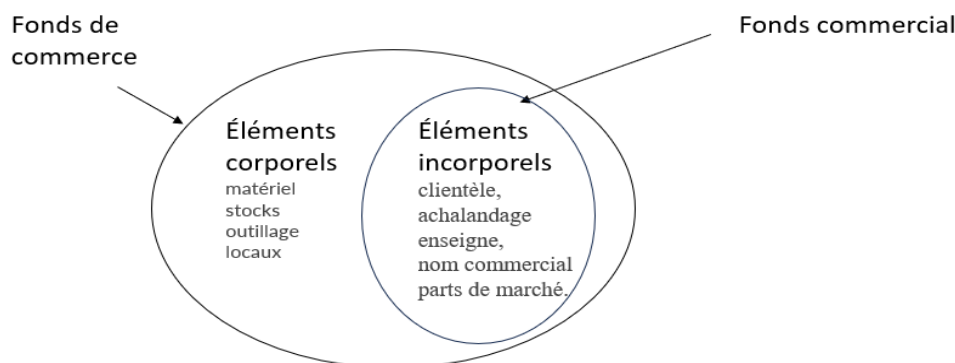 Fonds de
commerce
Fonds commercial
Éléments
corporels
matériel
stocks
outillage
locaux
Éléments
incorporels
clientèle,
achalandage
enseigne,
nom commercial
parts de marché.